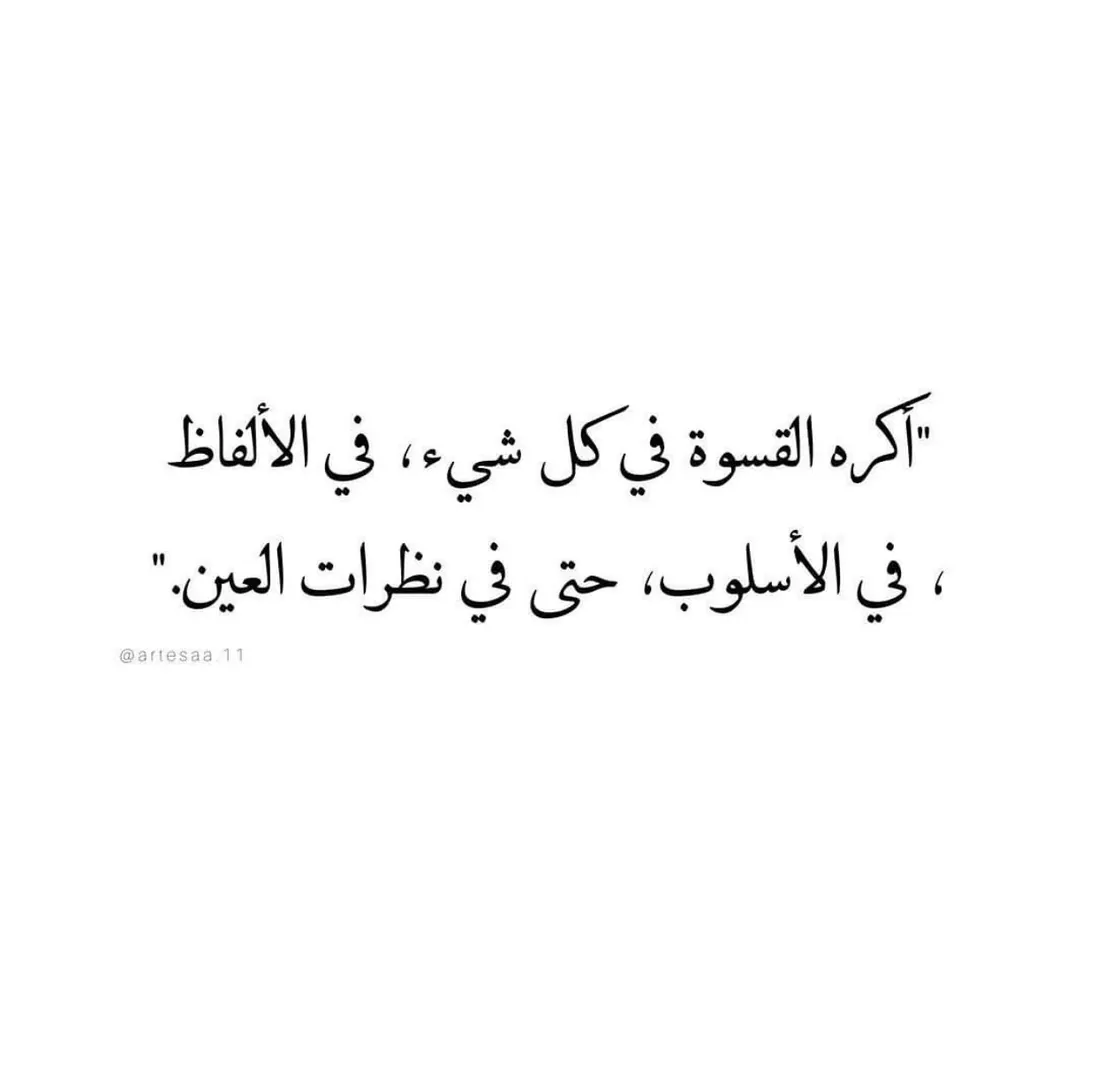 "أكره القسوة في كل شيء، في الألفاظ
، في الأسلوب، حتى في نظرات العين."
@artesaa.11